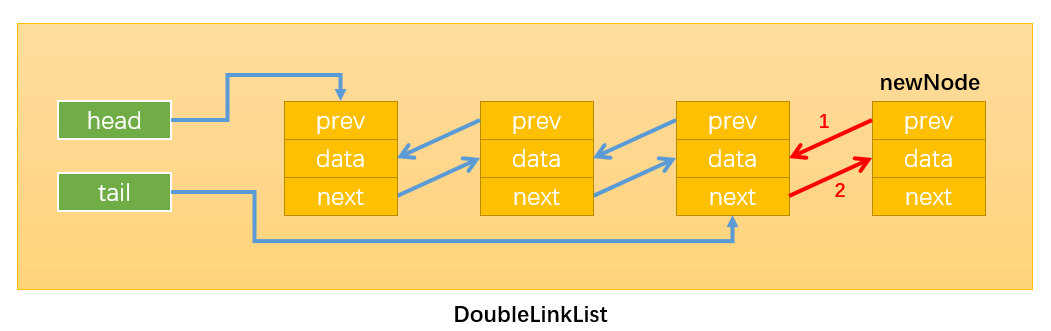 newNode
head
tail
prev
data
next
prev
data
next
prev
data
next
1
2
prev
data
next
DoubleLinkList